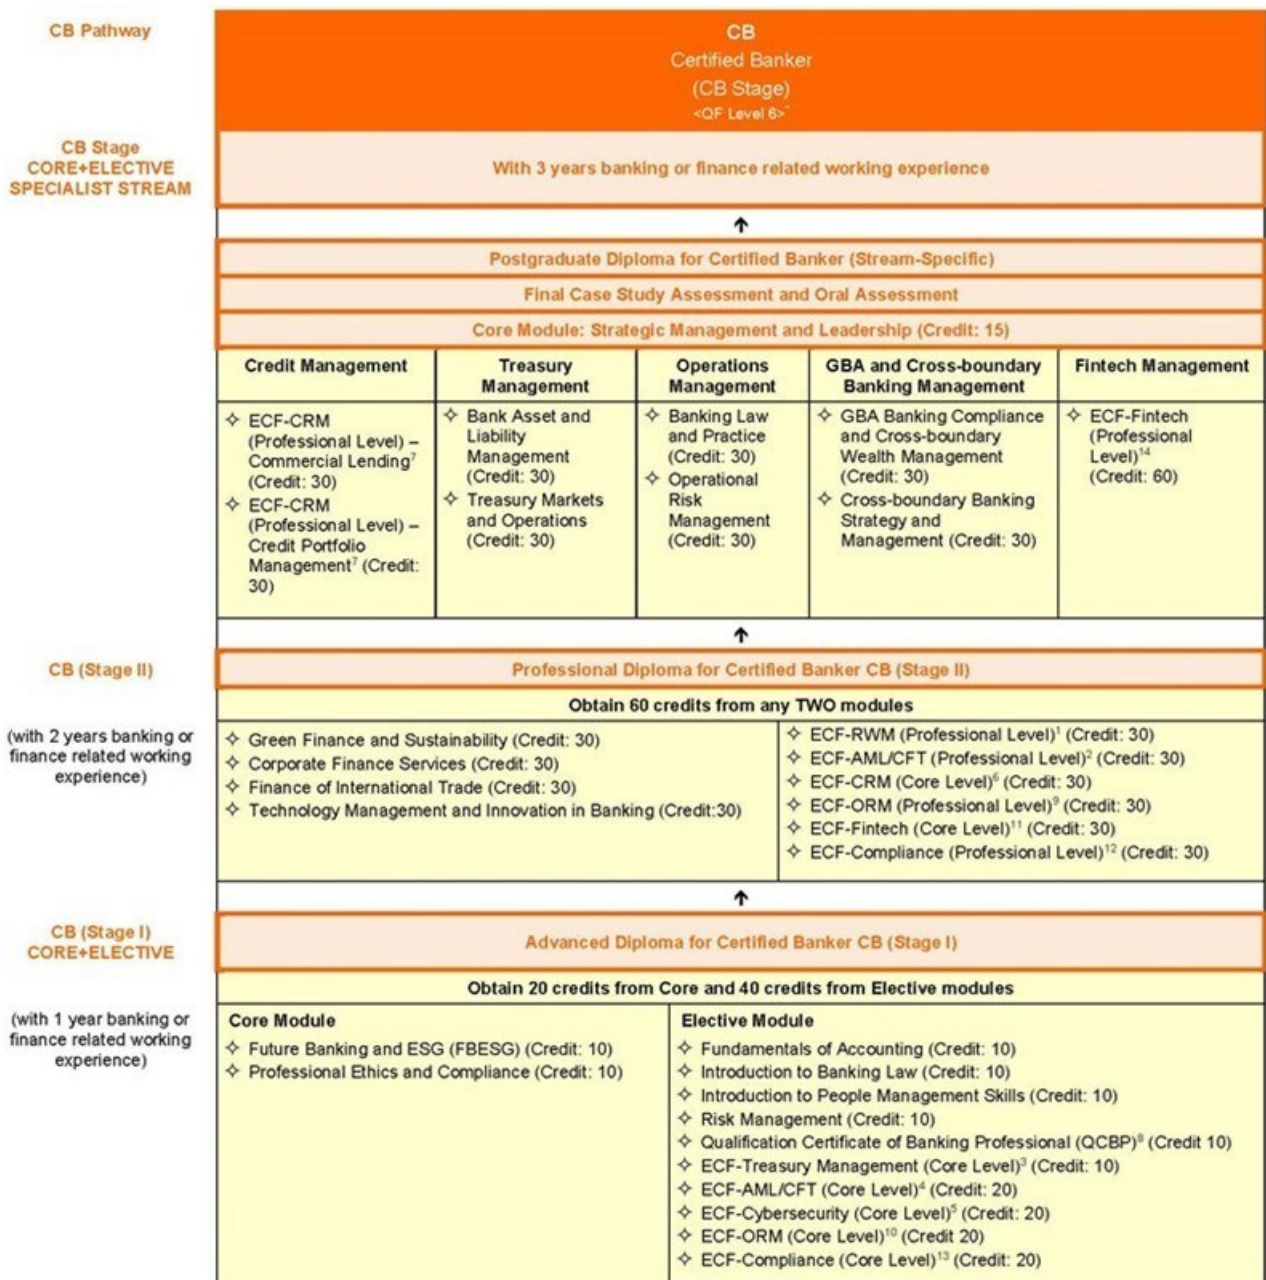 CB Pathway
CB
Certified Banker
(CB Stage)
<QF Level 6>*
CB Stage
CORE+ELECTIVE
SPECIALIST STREAM
With 3 years banking or finance related working experience
↑
Postgraduate Diploma for Certified Banker (Stream-Specific)
Final Case Study Assessment and Oral Assessment
Core Module: Strategic Management and Leadership (Credit: 15)
Credit Management
✧ ECF-CRM
(Professional Level) –
Commercial Lending⁷
(Credit: 30)
✧ ECF-CRM
(Professional Level) –
Credit Portfolio
Management⁷ (Credit:
30)
Treasury
Management
✧ Bank Asset and
Liability
Management
(Credit: 30)
✧ Treasury Markets
and Operations
(Credit: 30)
Operations
Management
✧ Banking Law
and Practice
(Credit: 30)
✧ Operational
Risk
Management
(Credit: 30)
GBA and Cross-boundary
Banking Management
✧ GBA Banking Compliance
and Cross-boundary
Wealth Management
(Credit: 30)
✧ Cross-boundary Banking
Strategy and
Management (Credit: 30)
Fintech Management
✧ ECF-Fintech
(Professional
Level)¹⁴
(Credit: 60)
↑
CB (Stage II)
Professional Diploma for Certified Banker CB (Stage II)
(with 2 years banking or
finance related working
experience)
Obtain 60 credits from any TWO modules
✧ Green Finance and Sustainability (Credit: 30)
✧ Corporate Finance Services (Credit: 30)
✧ Finance of International Trade (Credit: 30)
✧ Technology Management and Innovation in Banking (Credit:30)
✧ ECF-RWM (Professional Level)¹ (Credit: 30)
✧ ECF-AML/CFT (Professional Level)² (Credit: 30)
✧ ECF-CRM (Core Level)⁶ (Credit: 30)
✧ ECF-ORM (Professional Level)⁹ (Credit: 30)
✧ ECF-Fintech (Core Level)¹¹ (Credit: 30)
✧ ECF-Compliance (Professional Level)¹² (Credit: 30)
↑
CB (Stage I)
CORE+ELECTIVE
Advanced Diploma for Certified Banker CB (Stage I)
(with 1 year banking or
finance related working
experience)
Obtain 20 credits from Core and 40 credits from Elective modules
Core Module
✧ Future Banking and ESG (FBESG) (Credit: 10)
✧ Professional Ethics and Compliance (Credit: 10)
Elective Module
✧ Fundamentals of Accounting (Credit: 10)
✧ Introduction to Banking Law (Credit: 10)
✧ Introduction to People Management Skills (Credit: 10)
✧ Risk Management (Credit: 10)
✧ Qualification Certificate of Banking Professional (QCBP)⁸ (Credit 10)
✧ ECF-Treasury Management (Core Level)³ (Credit: 10)
✧ ECF-AML/CFT (Core Level)⁴ (Credit: 20)
✧ ECF-Cybersecurity (Core Level)⁵ (Credit: 20)
✧ ECF-ORM (Core Level)¹⁰ (Credit 20)
✧ ECF-Compliance (Core Level)¹³ (Credit: 20)